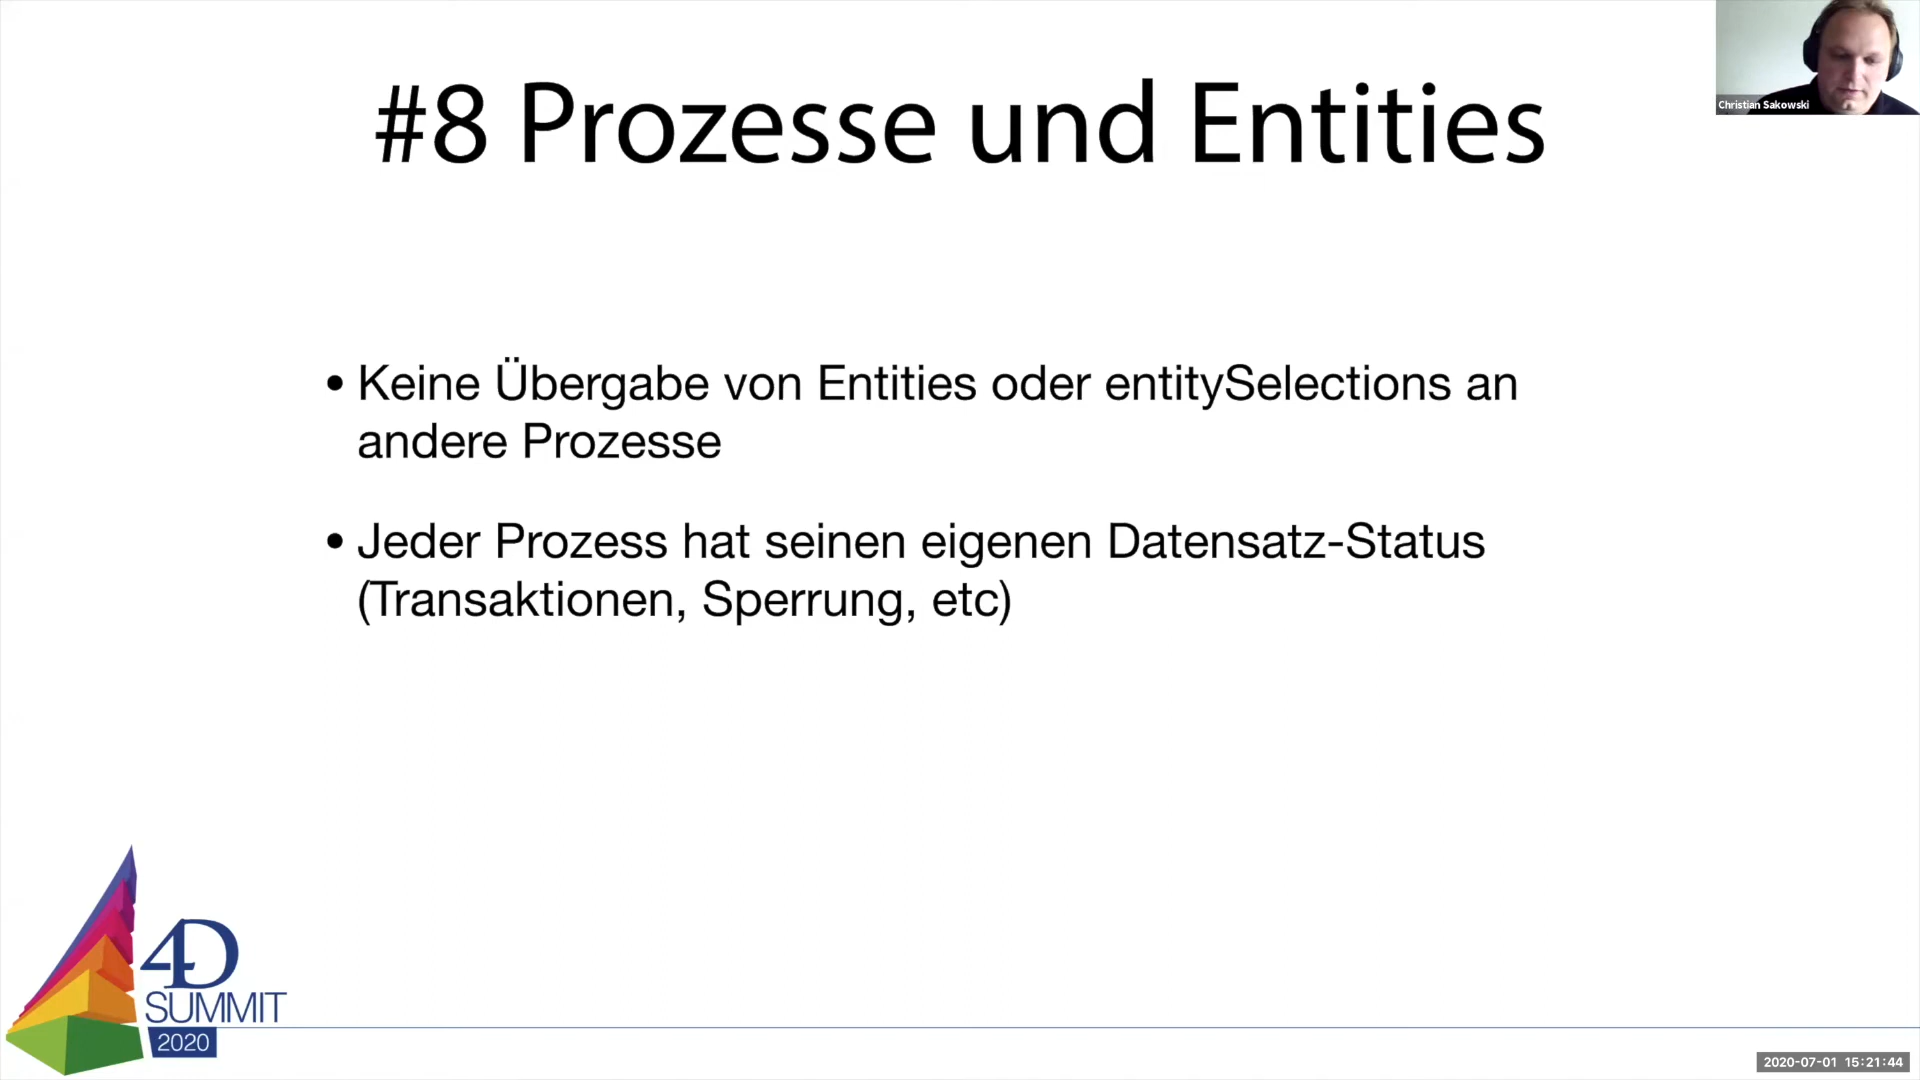 #8 Prozesse und Entities
Christian Sakowski
• Keine Übergabe von Entities oder entitySelections an
andere Prozesse
• Jeder Prozess hat seinen eigenen Datensatz-Status
(Transaktionen, Sperrung, etc)
4D
SUMMIT
2020
2020-07-01 15:21:44